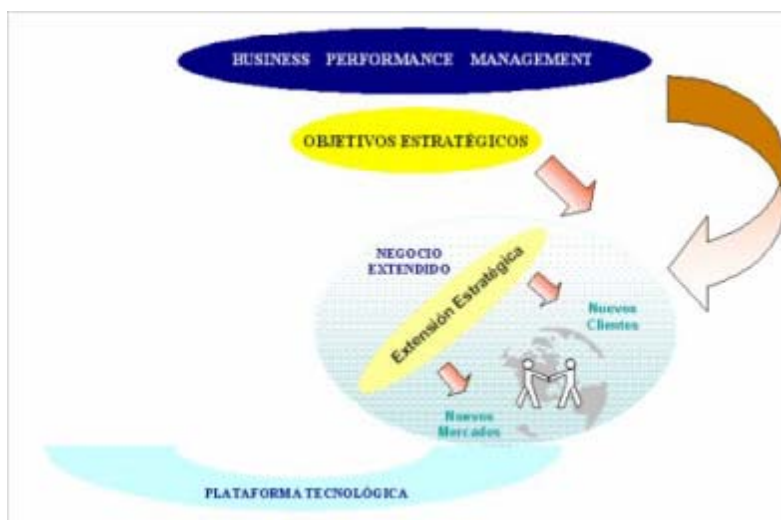 BUSINESS PERFORMANCE MANAGEMENT
OBJETIVOS ESTRATÉGICOS
NEGOCIO
EXTENDIDO
Extensión Estratégica
Nuevos
Clientes
Nuevos
Mercados
PLATAFORMA TECNOLÓGICA